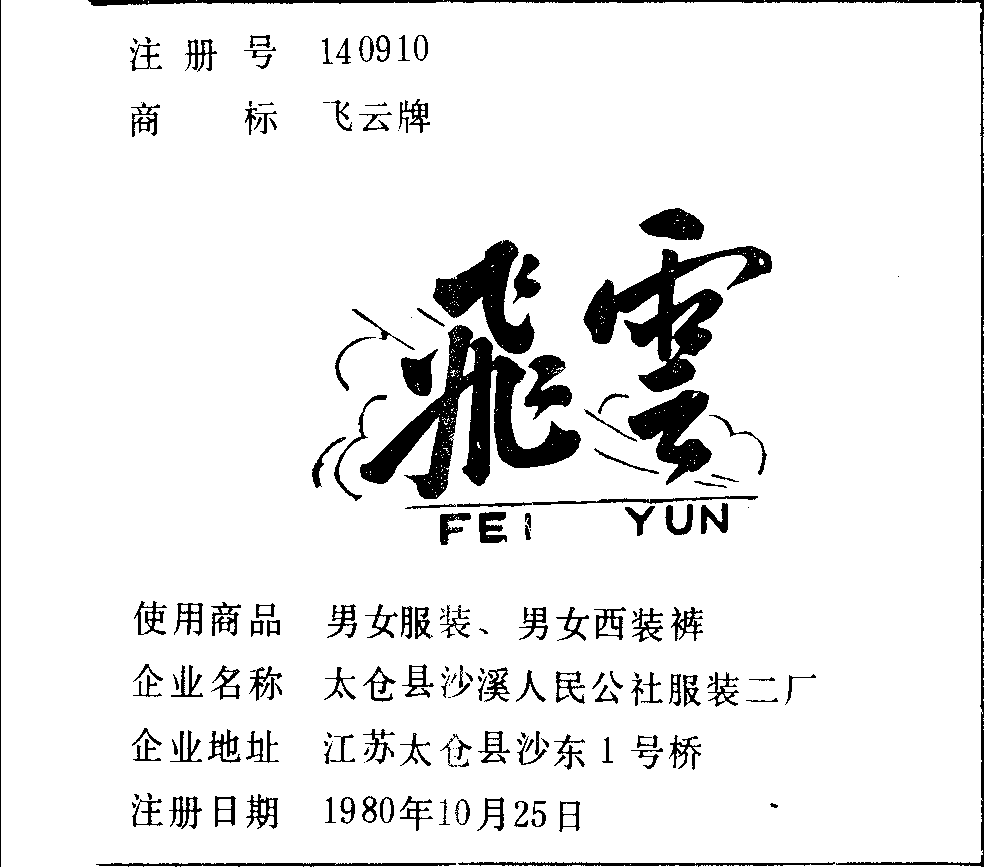 注册号 140910
商标 飞云牌
飛雲
FEI YUN
使用商品 男女服装、男女西装裤
企业名称 太仓县沙溪人民公社服装二厂
企业地址 江苏太仓县沙东1号桥
注册日期 1980年10月25日